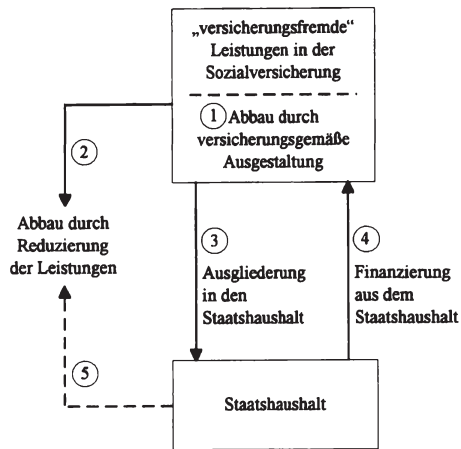 „versicherungsfremde“
Leistungen in der
Sozialversicherung
1 Abbau durch
versicherungsgemäße
Ausgestaltung
2
Abbau durch
Reduzierung
der Leistungen
3
Ausgliederung
in den
Staatshaushalt
4
Finanzierung
aus dem
Staatshaushalt
5
Staatshaushalt